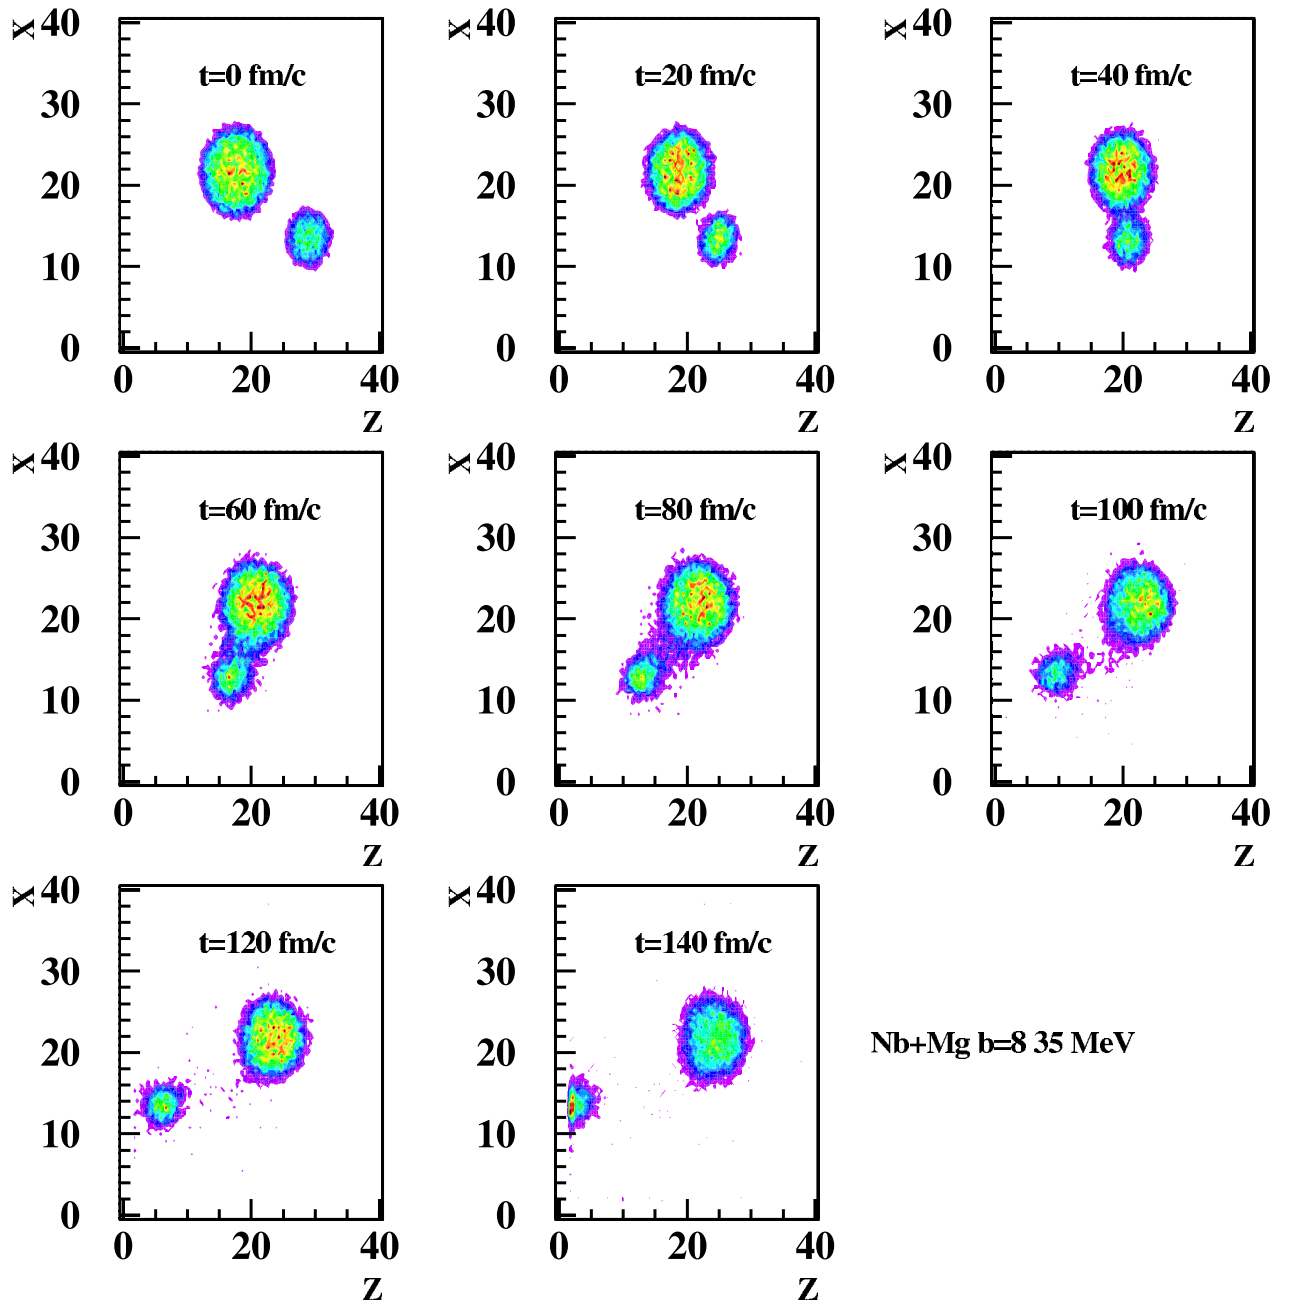 X 40 X 40 X 40
t=0 fm/c t=20 fm/c t=40 fm/c
30 30 30
20 20 20
10 10 10
0 0 0
0 20 40 0 20 40 0 20 40
Z Z Z
X 40 X 40 X 40
t=60 fm/c t=80 fm/c t=100 fm/c
30 30 30
20 20 20
10 10 10
0 0 0
0 20 40 0 20 40 0 20 40
Z Z Z
X 40 X 40
t=120 fm/c t=140 fm/c
30 30
20 20
Nb+Mg b=8 35 MeV
10 10
0 0
0 20 40 0 20 40
Z Z